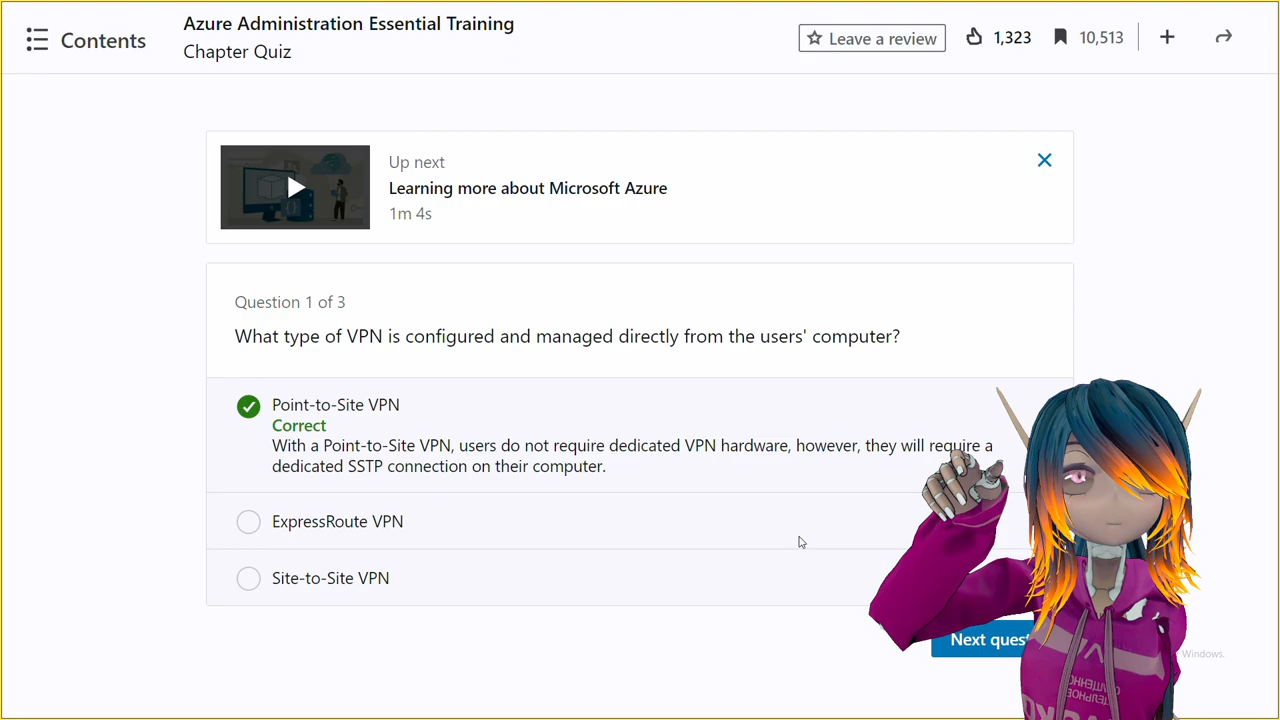 Contents
Azure Administration Essential Training
Chapter Quiz
Leave a review
1,323
10,513
Up next
Learning more about Microsoft Azure
1m 4s
Question 1 of 3
What type of VPN is configured and managed directly from the users' computer?
Point-to-Site VPN
Correct
With a Point-to-Site VPN, users do not require dedicated VPN hardware, however, they will require a
dedicated SSTP connection on their computer.
ExpressRoute VPN
Site-to-Site VPN
Next quest
Windows.